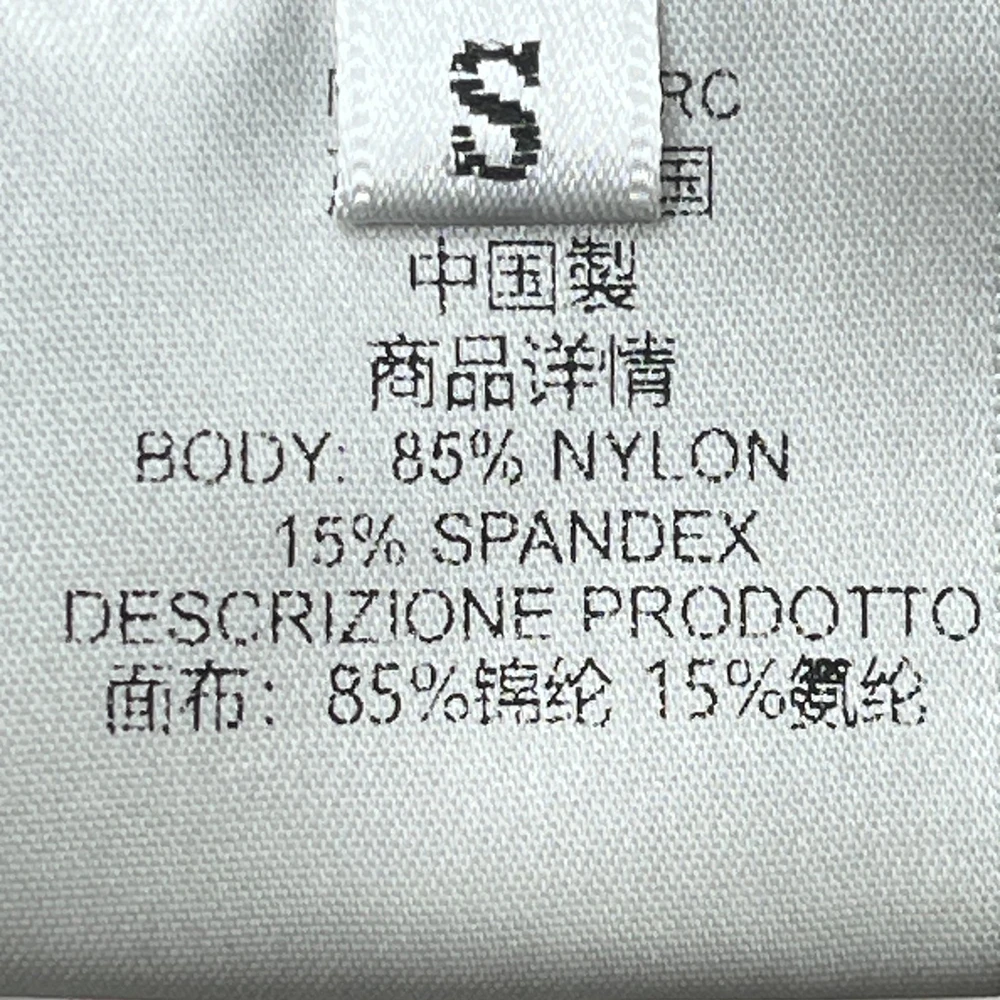 S
RC
国
中国製
商品详情
BODY: 85% NYLON
15% SPANDEX
DESCRIZIONE PRODOTTO
面布: 85%锦纶 15%氨纶